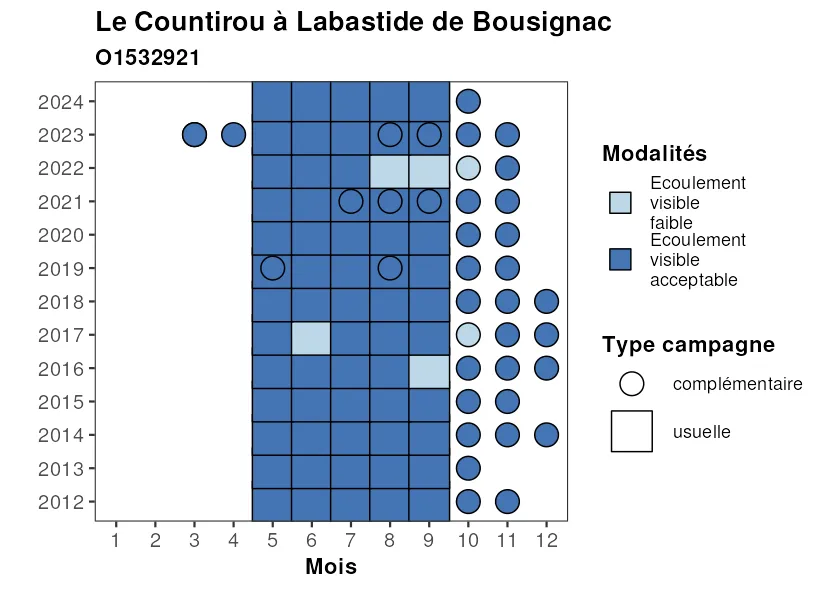 Le Countirou à Labastide de Bousignac
O1532921
2024
2023
2022
2021
2020
2019
2018
2017
2016
2015
2014
2013
2012
1 2 3 4 5 6 7 8 9 10 11 12
Mois
Modalités
Ecoulement
visible
faible
Ecoulement
visible
acceptable
Type campagne
complémentaire
usuelle